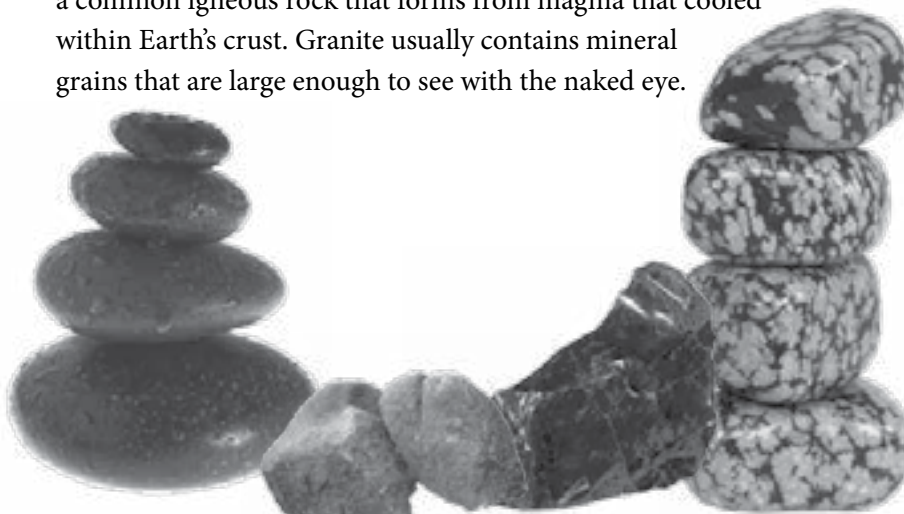 a common igneous rock that forms from magma that cooled
within Earth’s crust. Granite usually contains mineral
grains that are large enough to see with the naked eye.